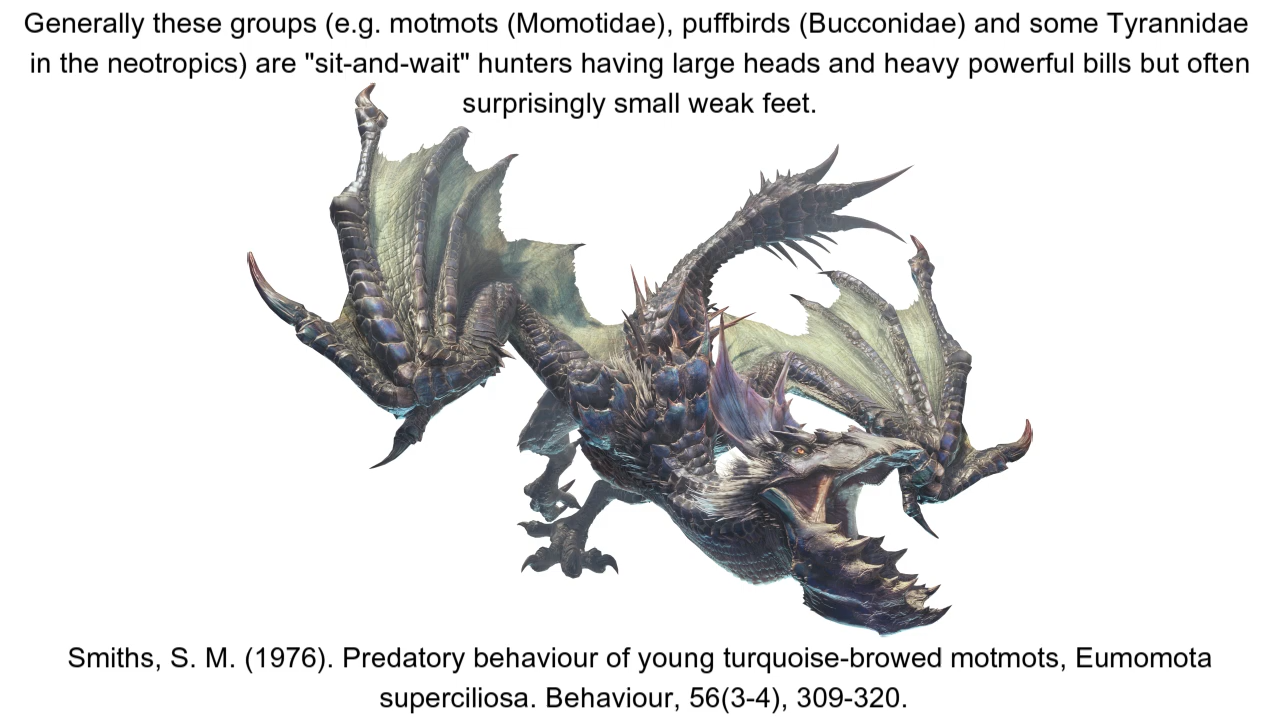 Generally these groups (e.g. motmots (Momotidae), puffbirds (Bucconidae) and some Tyrannidae
in the neotropics) are "sit-and-wait" hunters having large heads and heavy powerful bills but often
surprisingly small weak feet.
Smiths, S. M. (1976). Predatory behaviour of young turquoise-browed motmots, Eumomota
superciliosa. Behaviour, 56(3-4), 309-320.